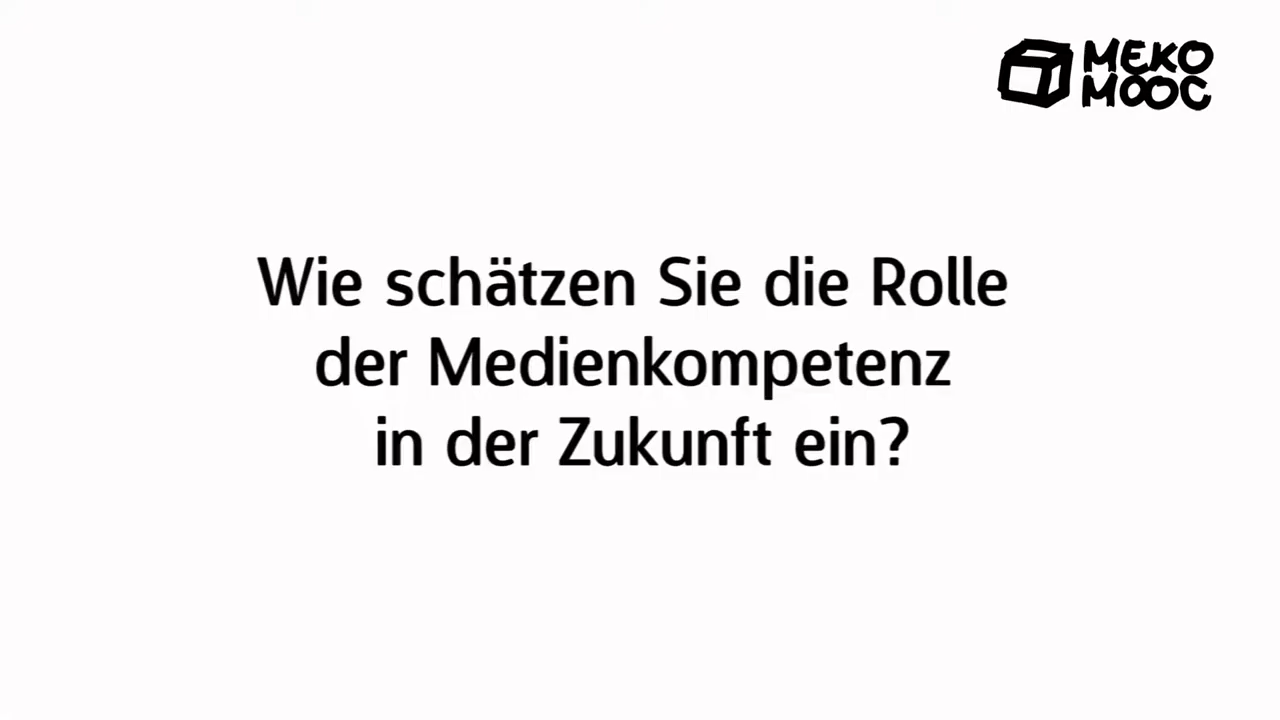 MEKO
MOOC
Wie schätzen Sie die Rolle
der Medienkompetenz
in der Zukunft ein?